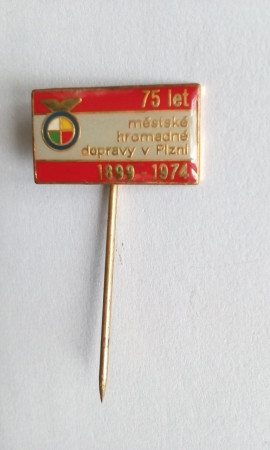 75 let
městské
hromadné
dopravy v Plzni
1899-1974